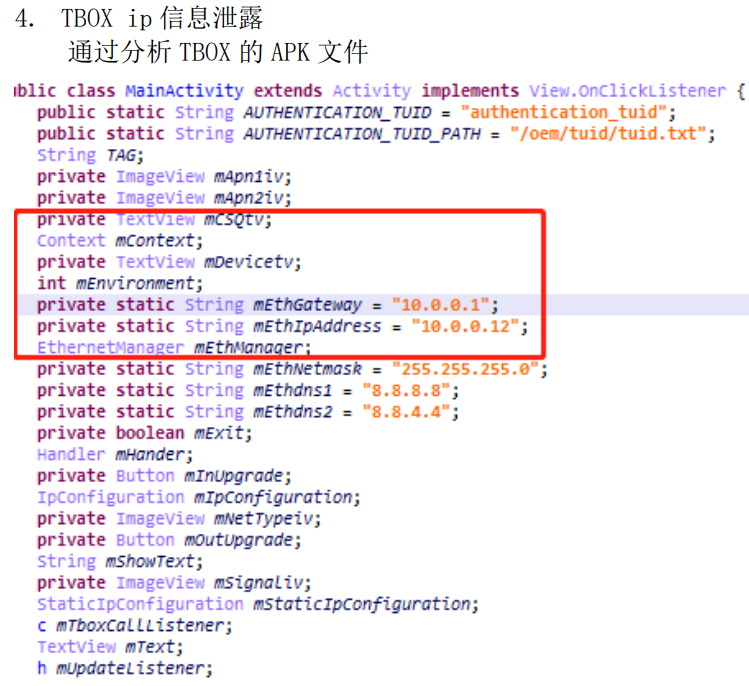 4. TBOX ip 信息泄露
通过分析 TBOX 的 APK 文件
ublic class MainActivity extends Activity implements View.OnClickListener {
public static String AUTHENTICATION_TUID = "authentication_tuid";
public static String AUTHENTICATION_TUID_PATH = "/oem/tuid/tuid.txt";
String TAG;
private ImageView mApn1iv;
private ImageView mApn2iv;
private TextView mCSQtv;
Context mContext;
private TextView mDevicetv;
int mEnvironment;
private static String mEthGateway = "10.0.0.1";
private static String mEthIpAddress = "10.0.0.12";
EthernetManager mEthManager;
private static String mEthNetmask = "255.255.255.0";
private static String mEthdns1 = "8.8.8.8";
private static String mEthdns2 = "8.8.4.4";
private boolean mExit;
Handler mHander;
private Button mInUpgrade;
IpConfiguration mIpConfiguration;
private ImageView mNetTypeiv;
private Button mOutUpgrade;
String mShowText;
private ImageView mSignaliv;
StaticIpConfiguration mStaticIpConfiguration;
c mTboxCallListener;
TextView mText;
h mUpdateListener;